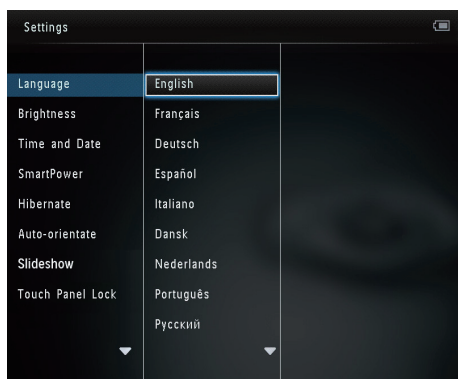 Settings
Language
Brightness
Time and Date
SmartPower
Hibernate
Auto-orientate
Slideshow
Touch Panel Lock
English
Français
Deutsch
Español
Italiano
Dansk
Nederlands
Português
Русский